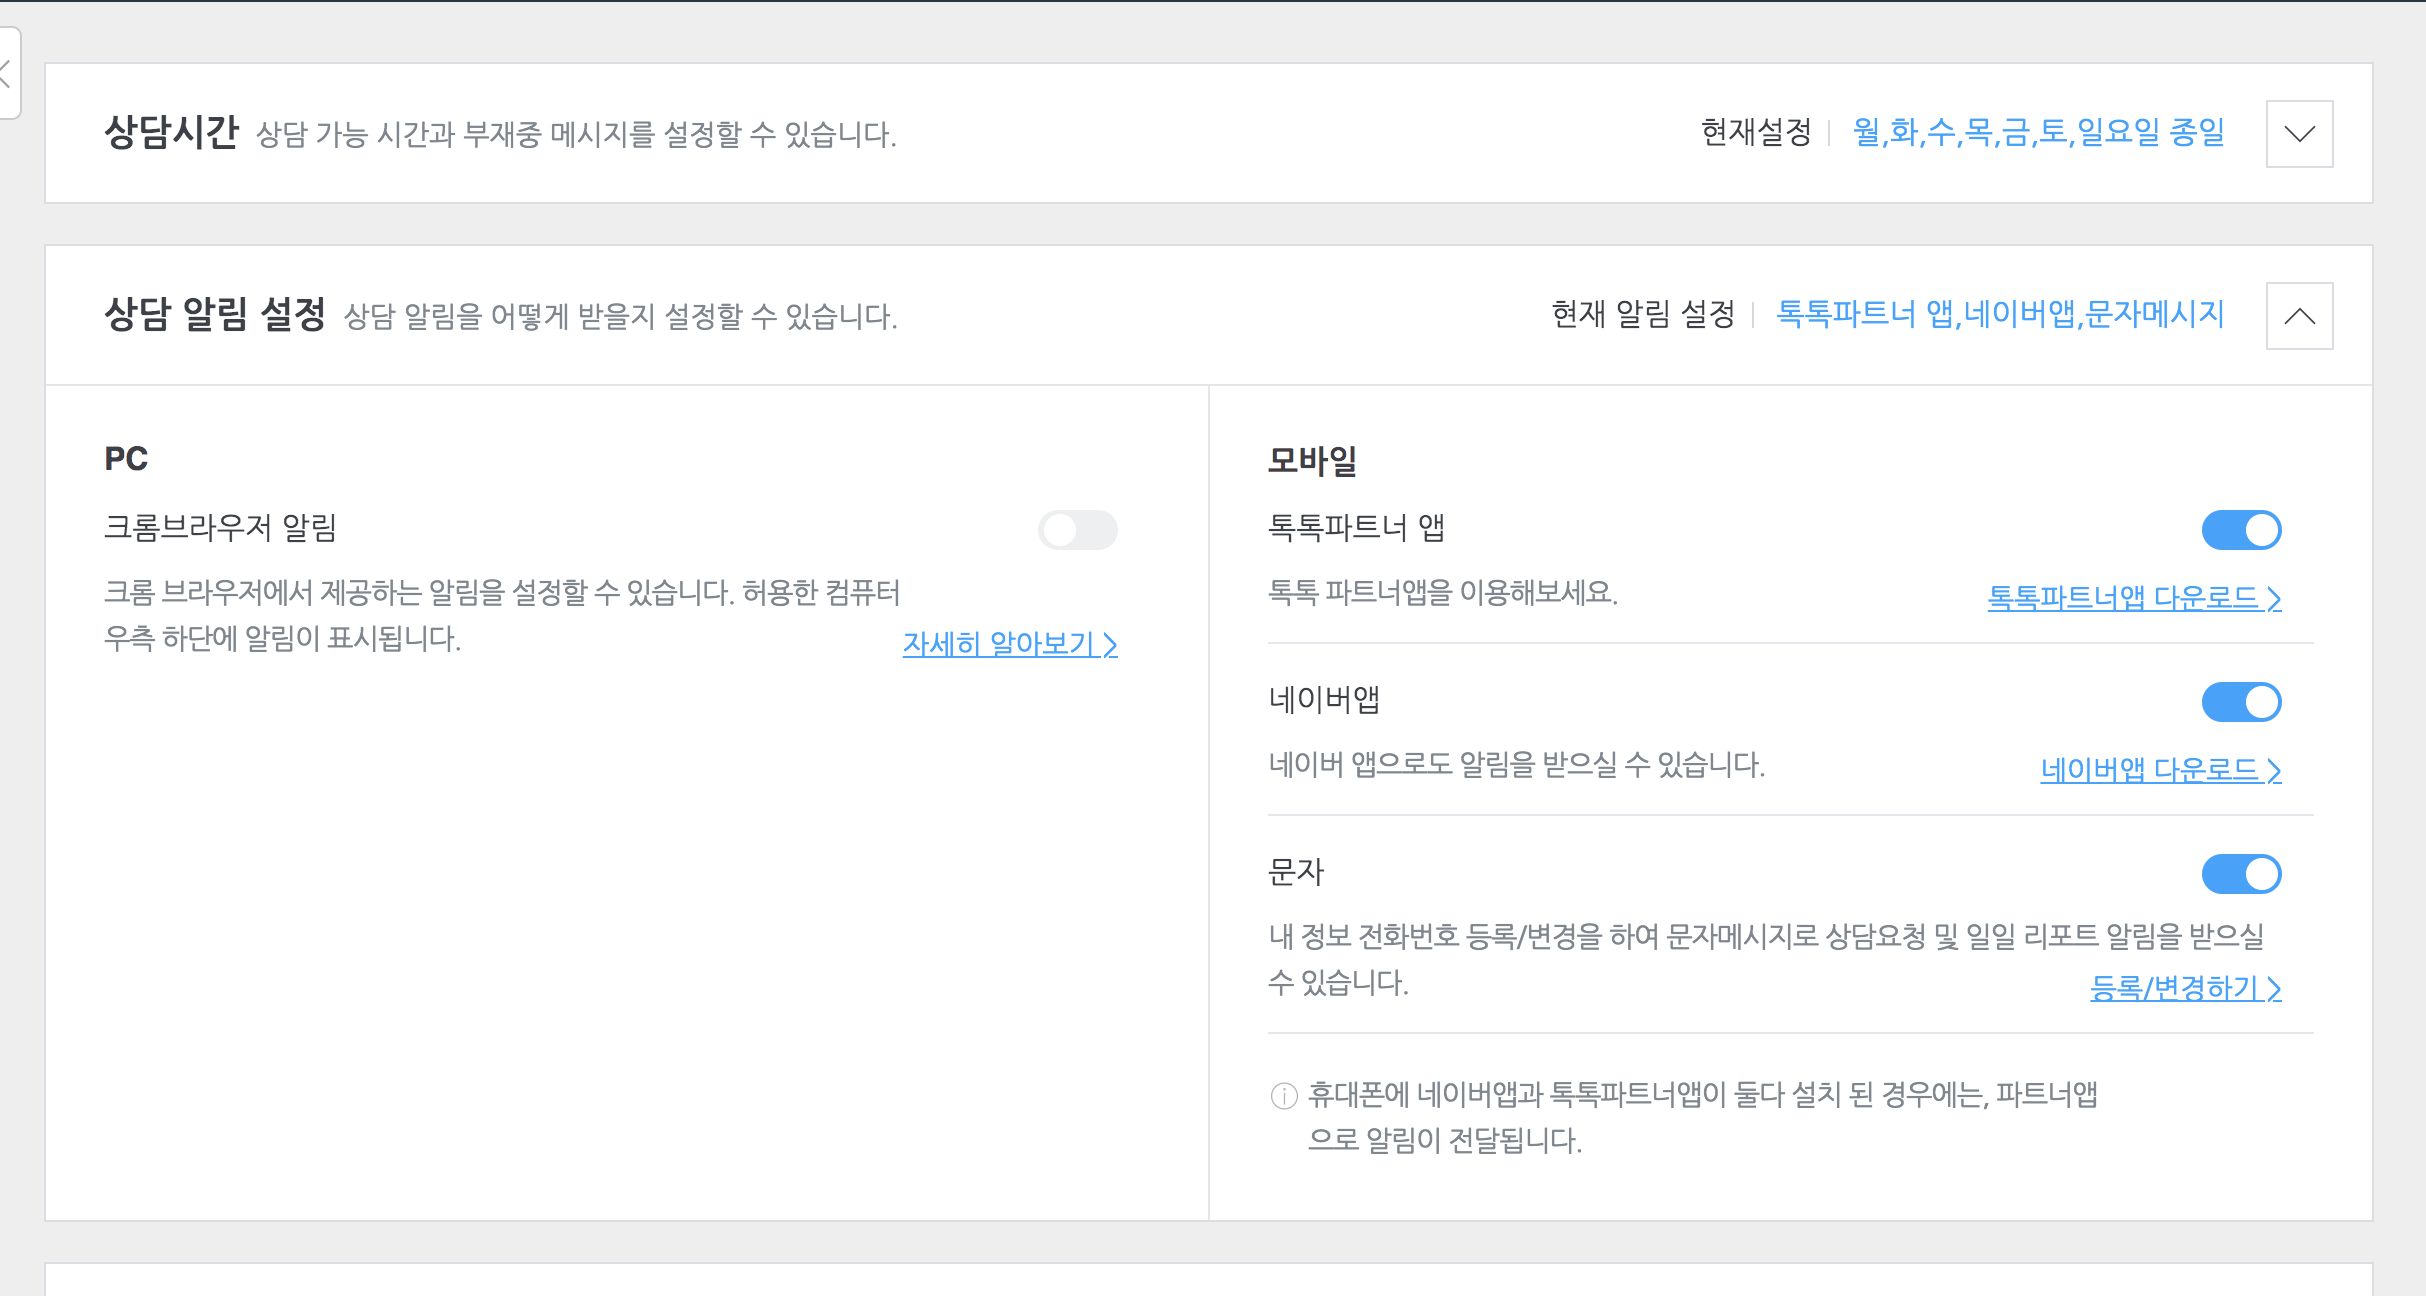 상담시간 상담 가능 시간과 부재중 메시지를 설정할 수 있습니다. 현재설정 월,화,수,목,금,토,일요일 종일
상담 알림 설정 상담 알림을 어떻게 받을지 설정할 수 있습니다. 현재 알림 설정 톡톡파트너 앱,네이버앱,문자메시지
PC
크롬브라우저 알림
크롬 브라우저에서 제공하는 알림을 설정할 수 있습니다. 허용한 컴퓨터
우측 하단에 알림이 표시됩니다.
자세히 알아보기
모바일
톡톡파트너 앱
톡톡 파트너앱을 이용해보세요.
톡톡파트너앱 다운로드
네이버앱
네이버 앱으로도 알림을 받으실 수 있습니다.
네이버앱 다운로드
문자
내 정보 전화번호 등록/변경을 하여 문자메시지로 상담요청 및 일일 리포트 알림을 받으실
수 있습니다.
등록/변경하기
휴대폰에 네이버앱과 톡톡파트너앱이 둘다 설치 된 경우에는, 파트너앱
으로 알림이 전달됩니다.